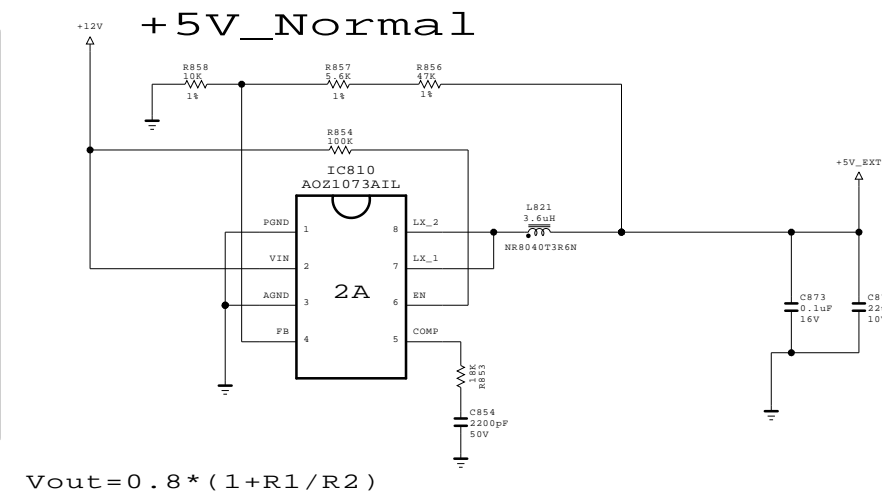 +12V
+5V_Normal
R858
10K
1%
R857
5.6K
1%
R856
47K
1%
R854
100K
IC810
AOZ1073AIL
+5V_EXT
L821
3.6uH
NR8040T3R6N
PGND
1
8
LX_2
VIN
2
7
LX_1
2A
AGND
3
6
EN
FB
4
5
COMP
C873
0.1uF
16V
18K
R853
C854
2200pF
50V
Vout=0.8*(1+R1/R2)